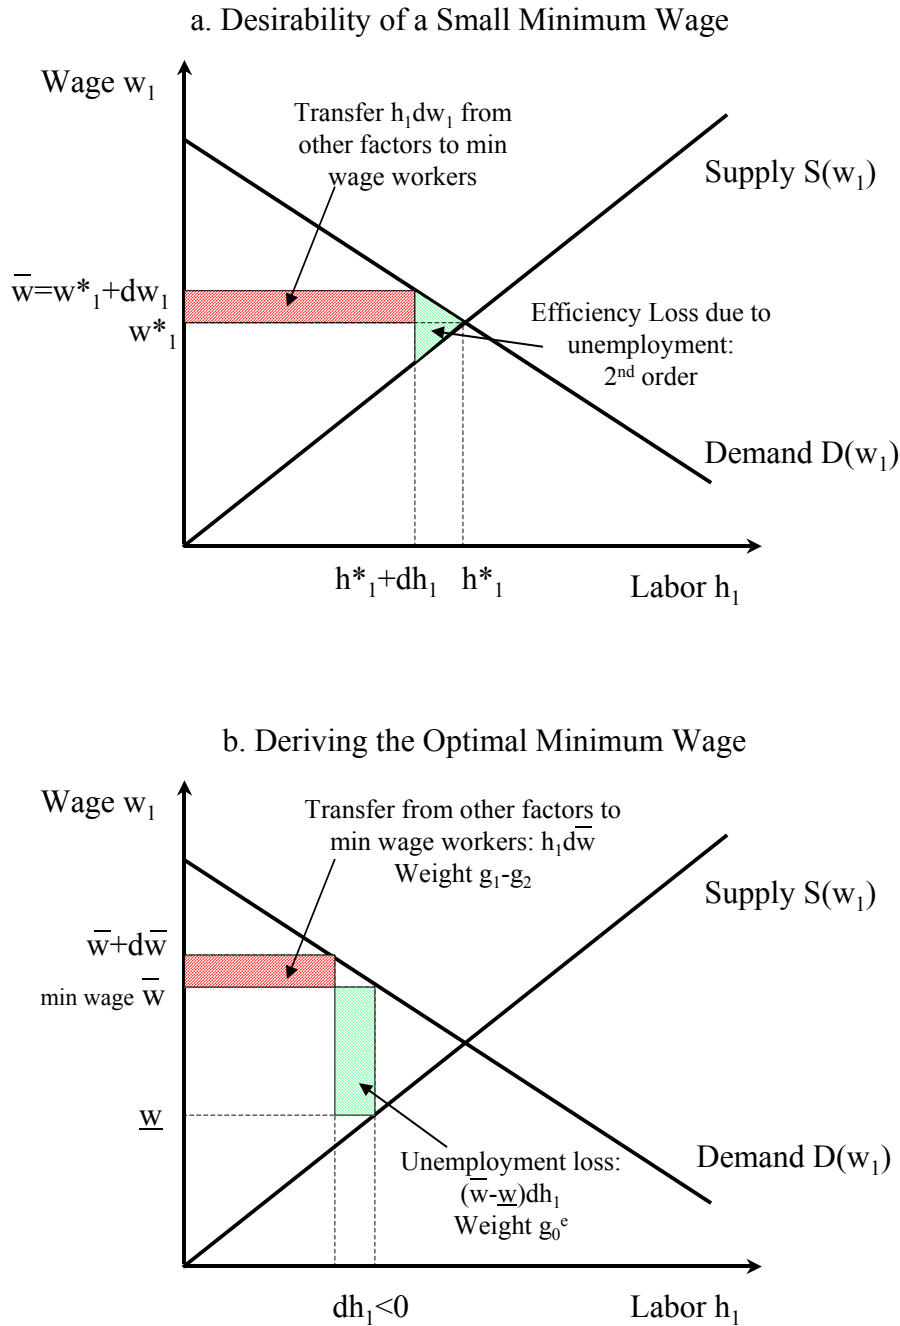 a. Desirability of a Small Minimum Wage
Wage w₁
Transfer h₁dw₁ from
other factors to min
wage workers
Supply S(w₁)
w̅=w*₁+dw₁
w*₁
Efficiency Loss due to
unemployment:
2ⁿᵈ order
Demand D(w₁)
h*₁+dh₁
h*₁
Labor h₁
b. Deriving the Optimal Minimum Wage
Wage w₁
Transfer from other factors to
min wage workers: h₁dw̅
Weight g₁-g₂
Supply S(w₁)
w̅+dw̅
min wage w̅
w̲
Unemployment loss:
(w̅-w̲)dh₁
Weight g₀ᵉ
Demand D(w₁)
dh₁<0
Labor h₁